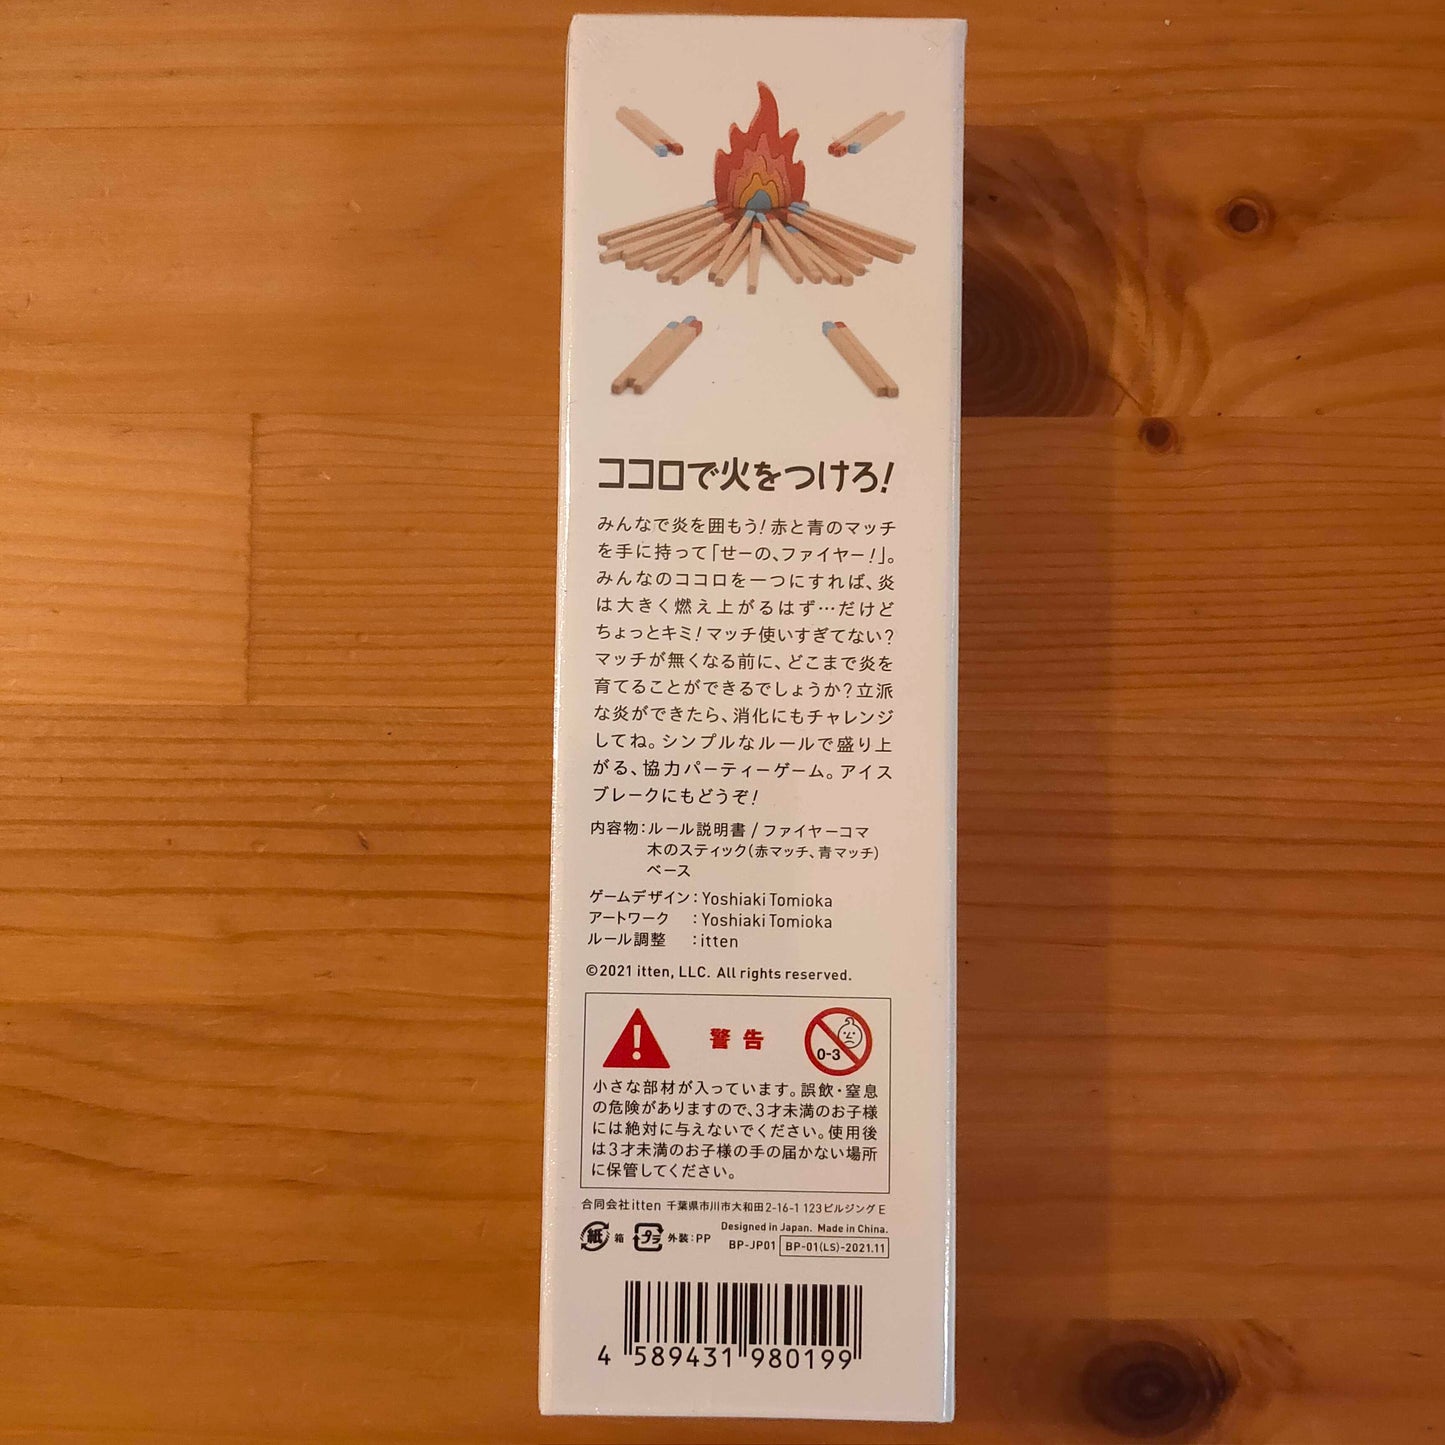 ココロで火をつけろ!
みんなで炎を囲もう!赤と青のマッチ
を手に持って「せーの、ファイヤー!」。
みんなのココロを一つにすれば、炎
は大きく燃え上がるはず…だけど
ちょっとキミ!マッチ使いすぎてない?
マッチが無くなる前に、どこまで炎を
育てることができるでしょうか?立派
な炎ができたら、消化にもチャレンジ
してね。シンプルなルールで盛り上
がる、協力パーティーゲーム。アイス
ブレークにもどうぞ!
内容物:ルール説明書 / ファイヤーコマ
木のスティック(赤マッチ、青マッチ)
ベース
ゲームデザイン:Yoshiaki Tomioka
アートワーク :Yoshiaki Tomioka
ルール調整 :itten
©2021 itten, LLC. All rights reserved.
警告
0-3
小さな部材が入っています。誤飲・窒息
の危険がありますので、3才未満のお子様
には絶対に与えないでください。使用後
は3才未満のお子様の手の届かない場所
に保管してください。
合同会社itten 千葉県市川市大和田2-16-1 123ビルジングE
紙 箱 プラ 外装:PP
Designed in Japan. Made in China.
BP-JP01 BP-01(LS)-2021.11
4 589431 980199